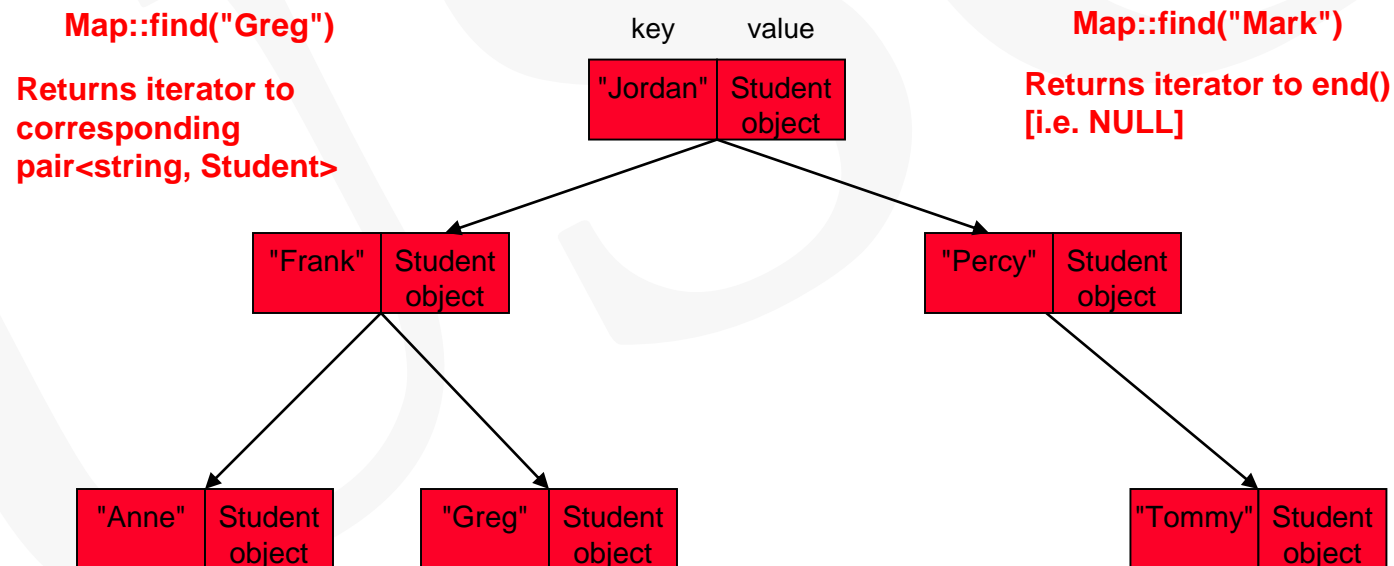 Map::find("Greg")
Returns iterator to
corresponding
pair<string, Student>
key value
Map::find("Mark")
Returns iterator to end()
[i.e. NULL]
"Jordan" Student
object
"Frank" Student
object
"Percy" Student
object
"Anne" Student
object
"Greg" Student
object
"Tommy" Student
object